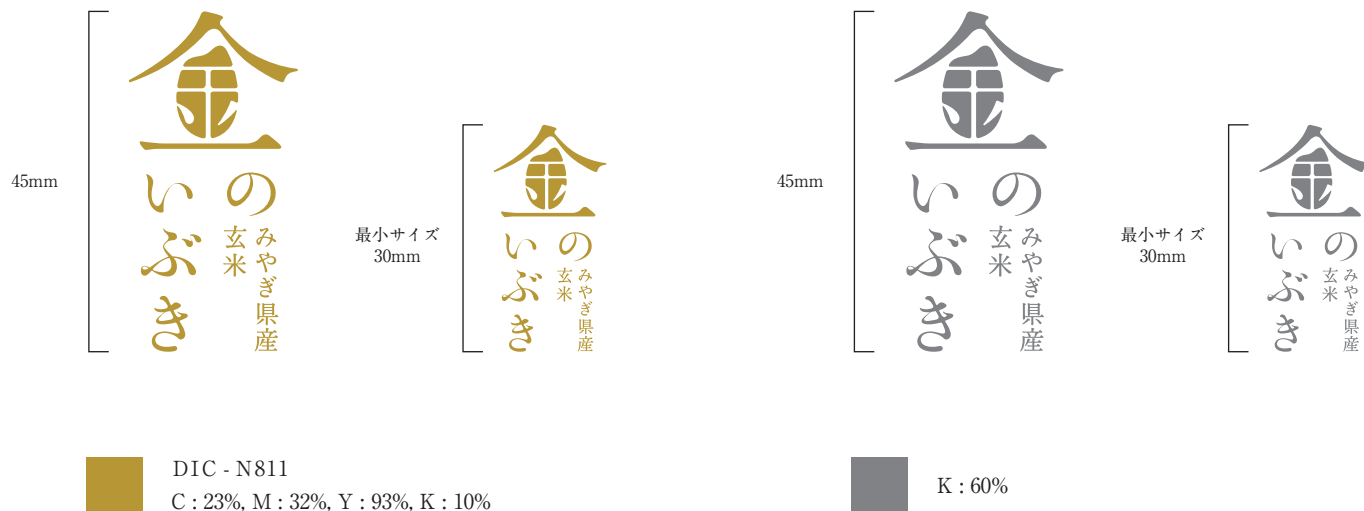 45mm
金
の
いぶき
みやぎ県産
玄米
最小サイズ
30mm
金
の
いぶき
みやぎ県産
玄米
45mm
金
の
いぶき
みやぎ県産
玄米
最小サイズ
30mm
金
の
いぶき
みやぎ県産
玄米
DIC - N811
C : 23%, M : 32%, Y : 93%, K : 10%
K : 60%